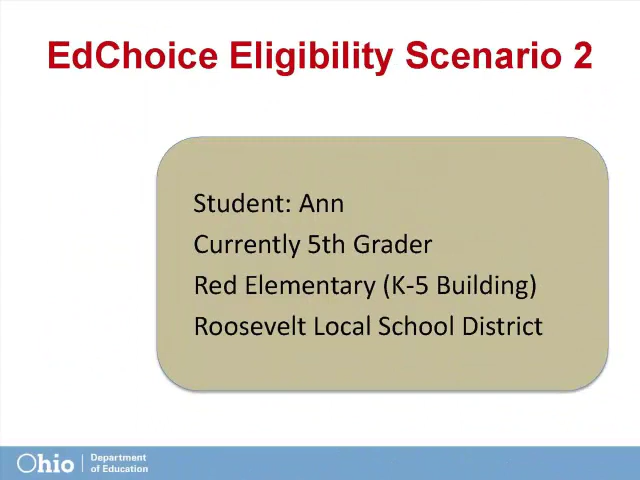 EdChoice Eligibility Scenario 2
Student: Ann
Currently 5th Grader
Red Elementary (K-5 Building)
Roosevelt Local School District
Ohio
Department
of Education